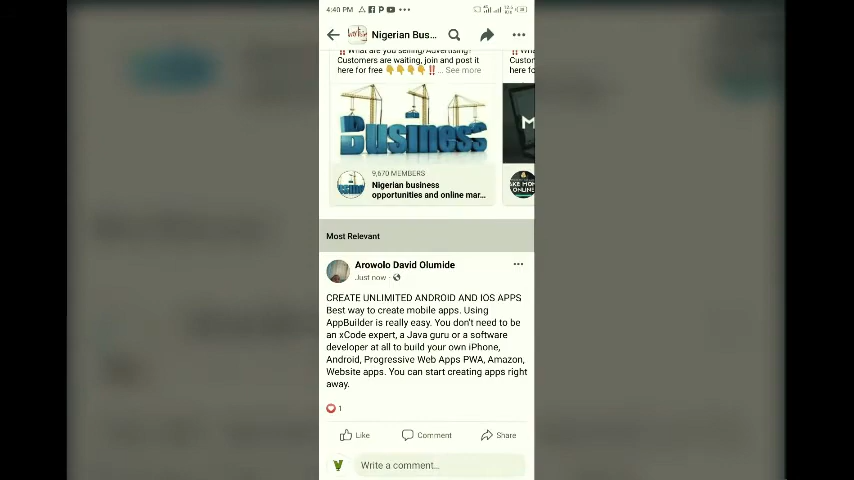 4:40 PM
Nigerian Bus...
!! What are you selling/Advertising?
Customers are waiting, join and post it
here for free 👇👇👇👇‼️... See more
Business
9,670 MEMBERS
Nigerian business
opportunities and online mar...
Most Relevant
Arowolo David Olumide
Just now
CREATE UNLIMITED ANDROID AND IOS APPS
Best way to create mobile apps. Using
AppBuilder is really easy. You don't need to be
an xCode expert, a Java guru or a software
developer at all to build your own iPhone,
Android, Progressive Web Apps PWA, Amazon,
Website apps. You can start creating apps right
away.
1
Like
Comment
Share
Write a comment...